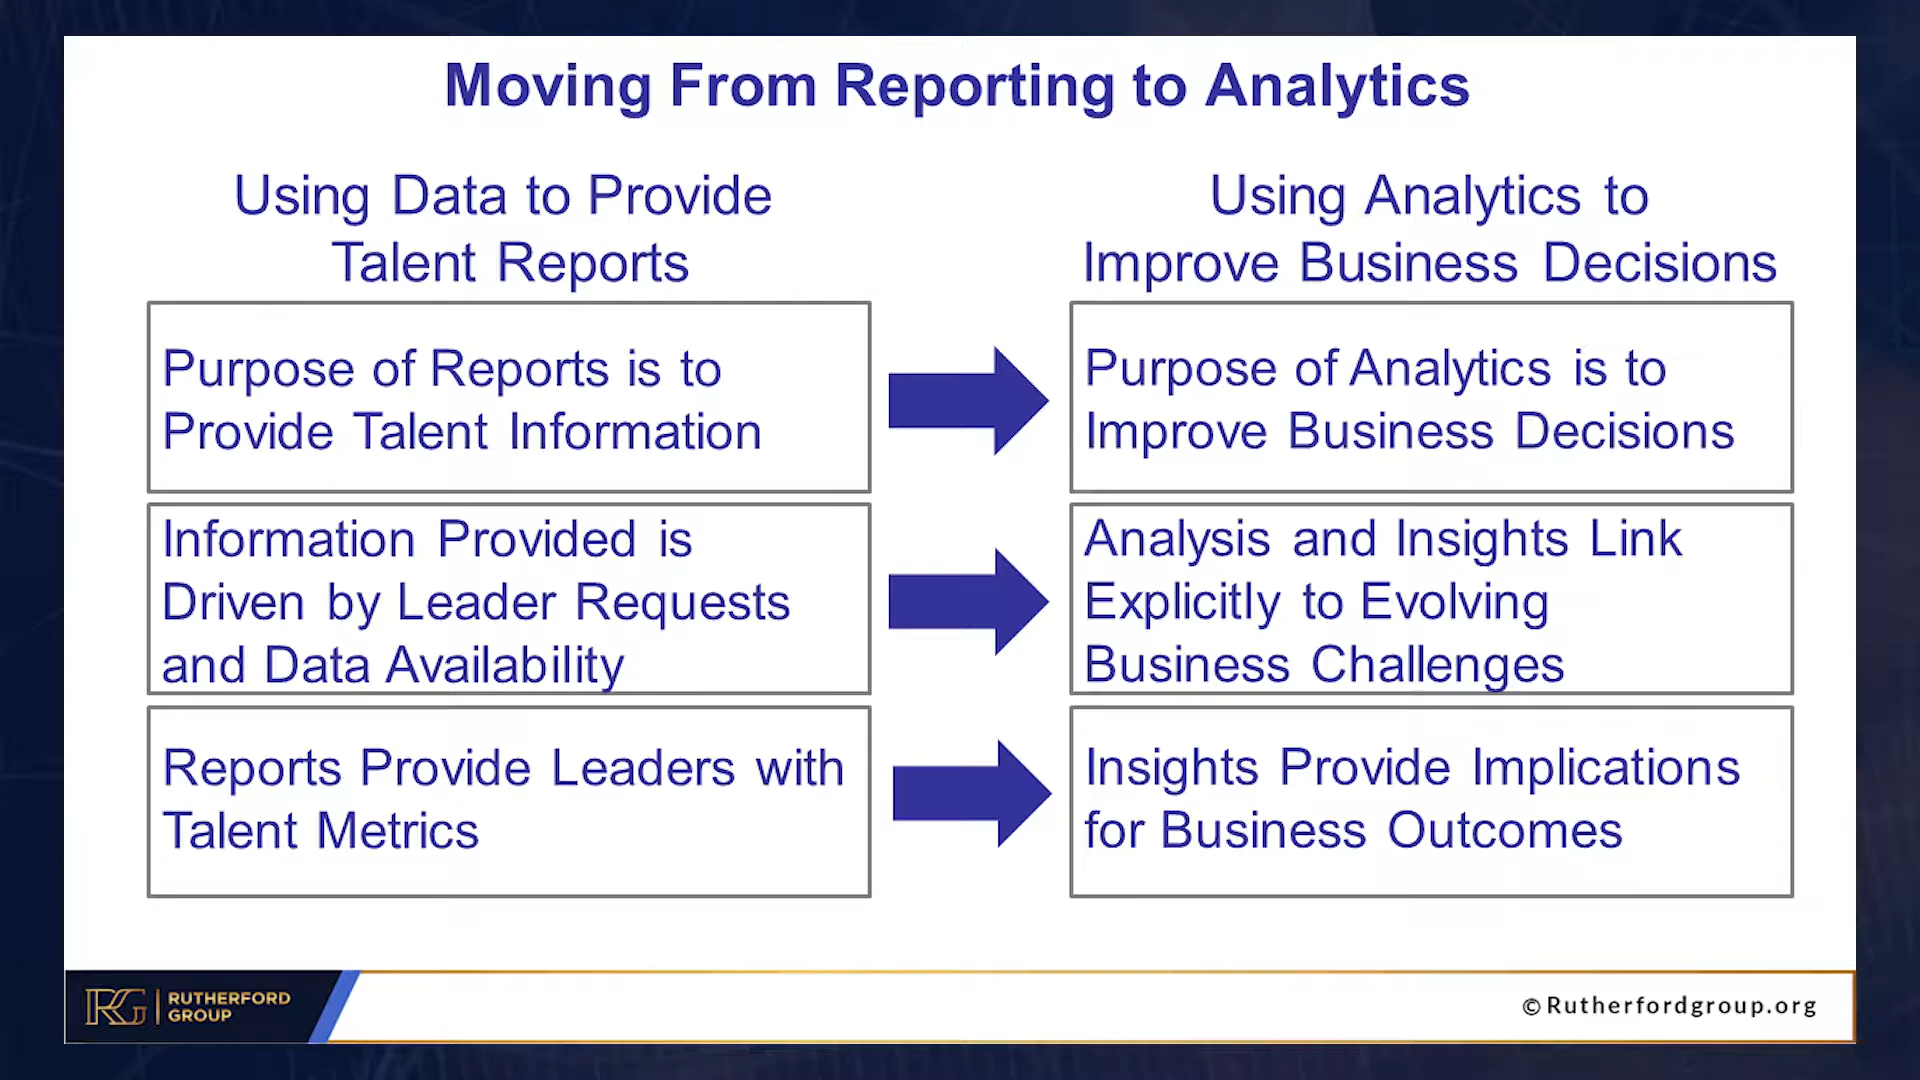 Moving From Reporting to Analytics
Using Data to Provide
Talent Reports
Using Analytics to
Improve Business Decisions
Purpose of Reports is to
Provide Talent Information
Purpose of Analytics is to
Improve Business Decisions
Information Provided is
Driven by Leader Requests
and Data Availability
Analysis and Insights Link
Explicitly to Evolving
Business Challenges
Reports Provide Leaders with
Talent Metrics
Insights Provide Implications
for Business Outcomes
RG
RUTHERFORD
GROUP
©Rutherfordgroup.org